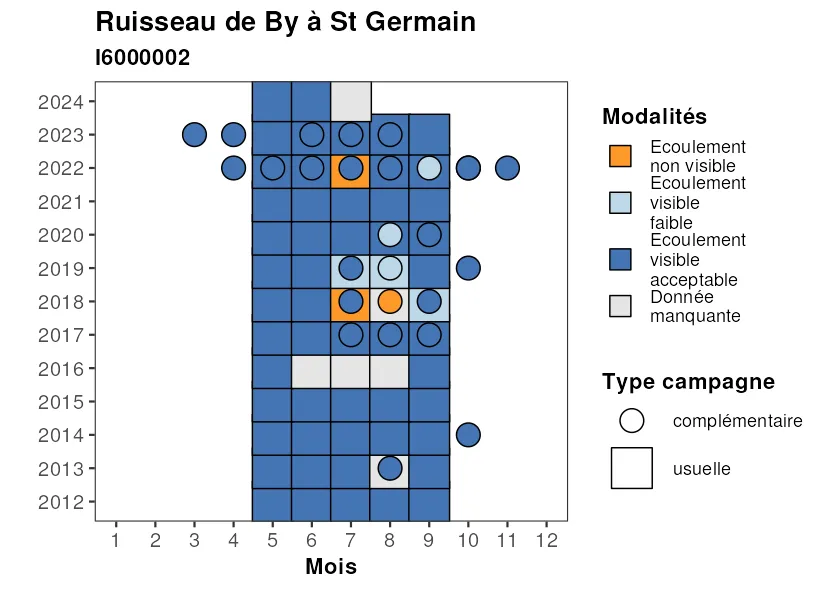 Ruisseau de By à St Germain
I6000002
2024
2023
2022
2021
2020
2019
2018
2017
2016
2015
2014
2013
2012
1 2 3 4 5 6 7 8 9 10 11 12
Mois
Modalités
Ecoulement
non visible
Ecoulement
visible
faible
Ecoulement
visible
acceptable
Donnée
manquante
Type campagne
complémentaire
usuelle